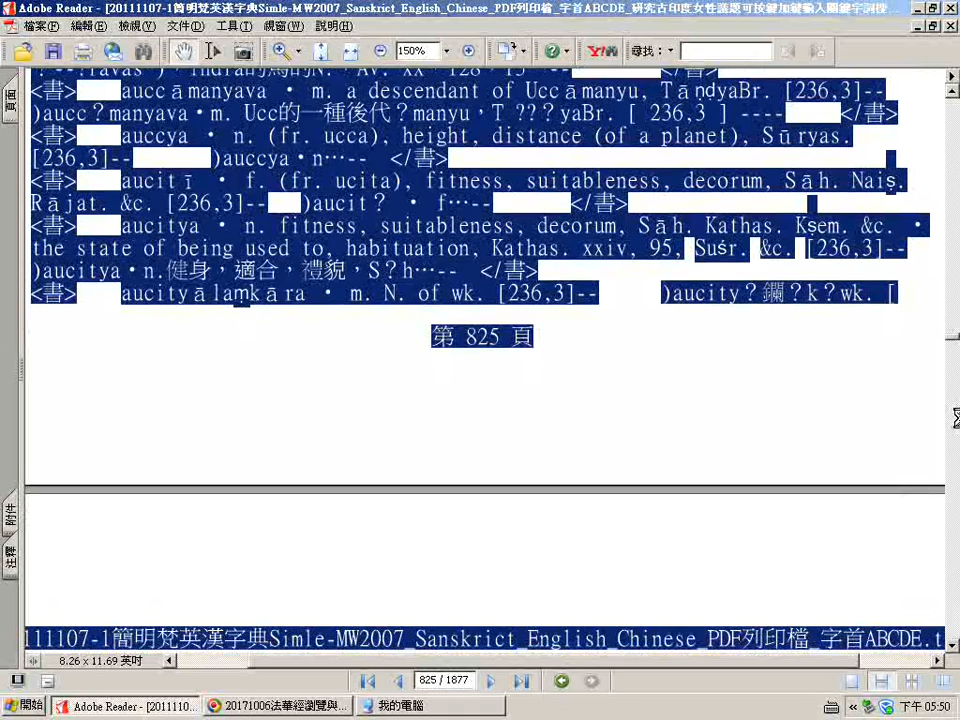 Adobe Reader - [20111107-1簡明梵英漢字典Simle-MW2007_Sanskrict_English_Chinese_PDF列印檔_字首ABCDE_研究古印度女性議題可按鍵加鍵輸入關鍵字詞搜
檔案(F) 編輯(E) 檢視(V) 文件(D) 工具(T) 視窗(W) 說明(H)
150% 尋找:
頁面
<書> auccāmanyava • m. a descendant of Uccāmanyu, TāṇḍyaBr. [236,3]--
)aucc?manyava•m. Ucc的一種後代?manyu，T ???yaBr. [ 236,3 ] ---- </書>
<書> auccya • n. (fr. ucca), height, distance (of a planet), Sūryas.
[236,3]-- )auccya•n…-- </書>
<書> aucitī • f. (fr. ucita), fitness, suitableness, decorum, Sāh. Naiṣ.
Rājat. &c. [236,3]-- )aucit? • f…-- </書>
<書> aucitya • n. fitness, suitableness, decorum, Sāh. Kathas. Kṣem. &c. •
the state of being used to, habituation, Kathas. xxiv, 95, Suśr. &c. [236,3]--
)aucitya•n.健身，適合，禮貌，S?h…-- </書>
<書> aucityālaṃkāra • m. N. of wk. [236,3]-- )aucity?鑭?k?wk. [
第 825 頁
附件
注釋
111107-1簡明梵英漢字典Simle-MW2007_Sanskrict_English_Chinese_PDF列印檔_字首ABCDE.t
8.26 x 11.69 英吋
825 / 1877
開始 Adobe Reader - [2011110... 20171006法華經瀏覽與... 我的電腦 下午 05:50